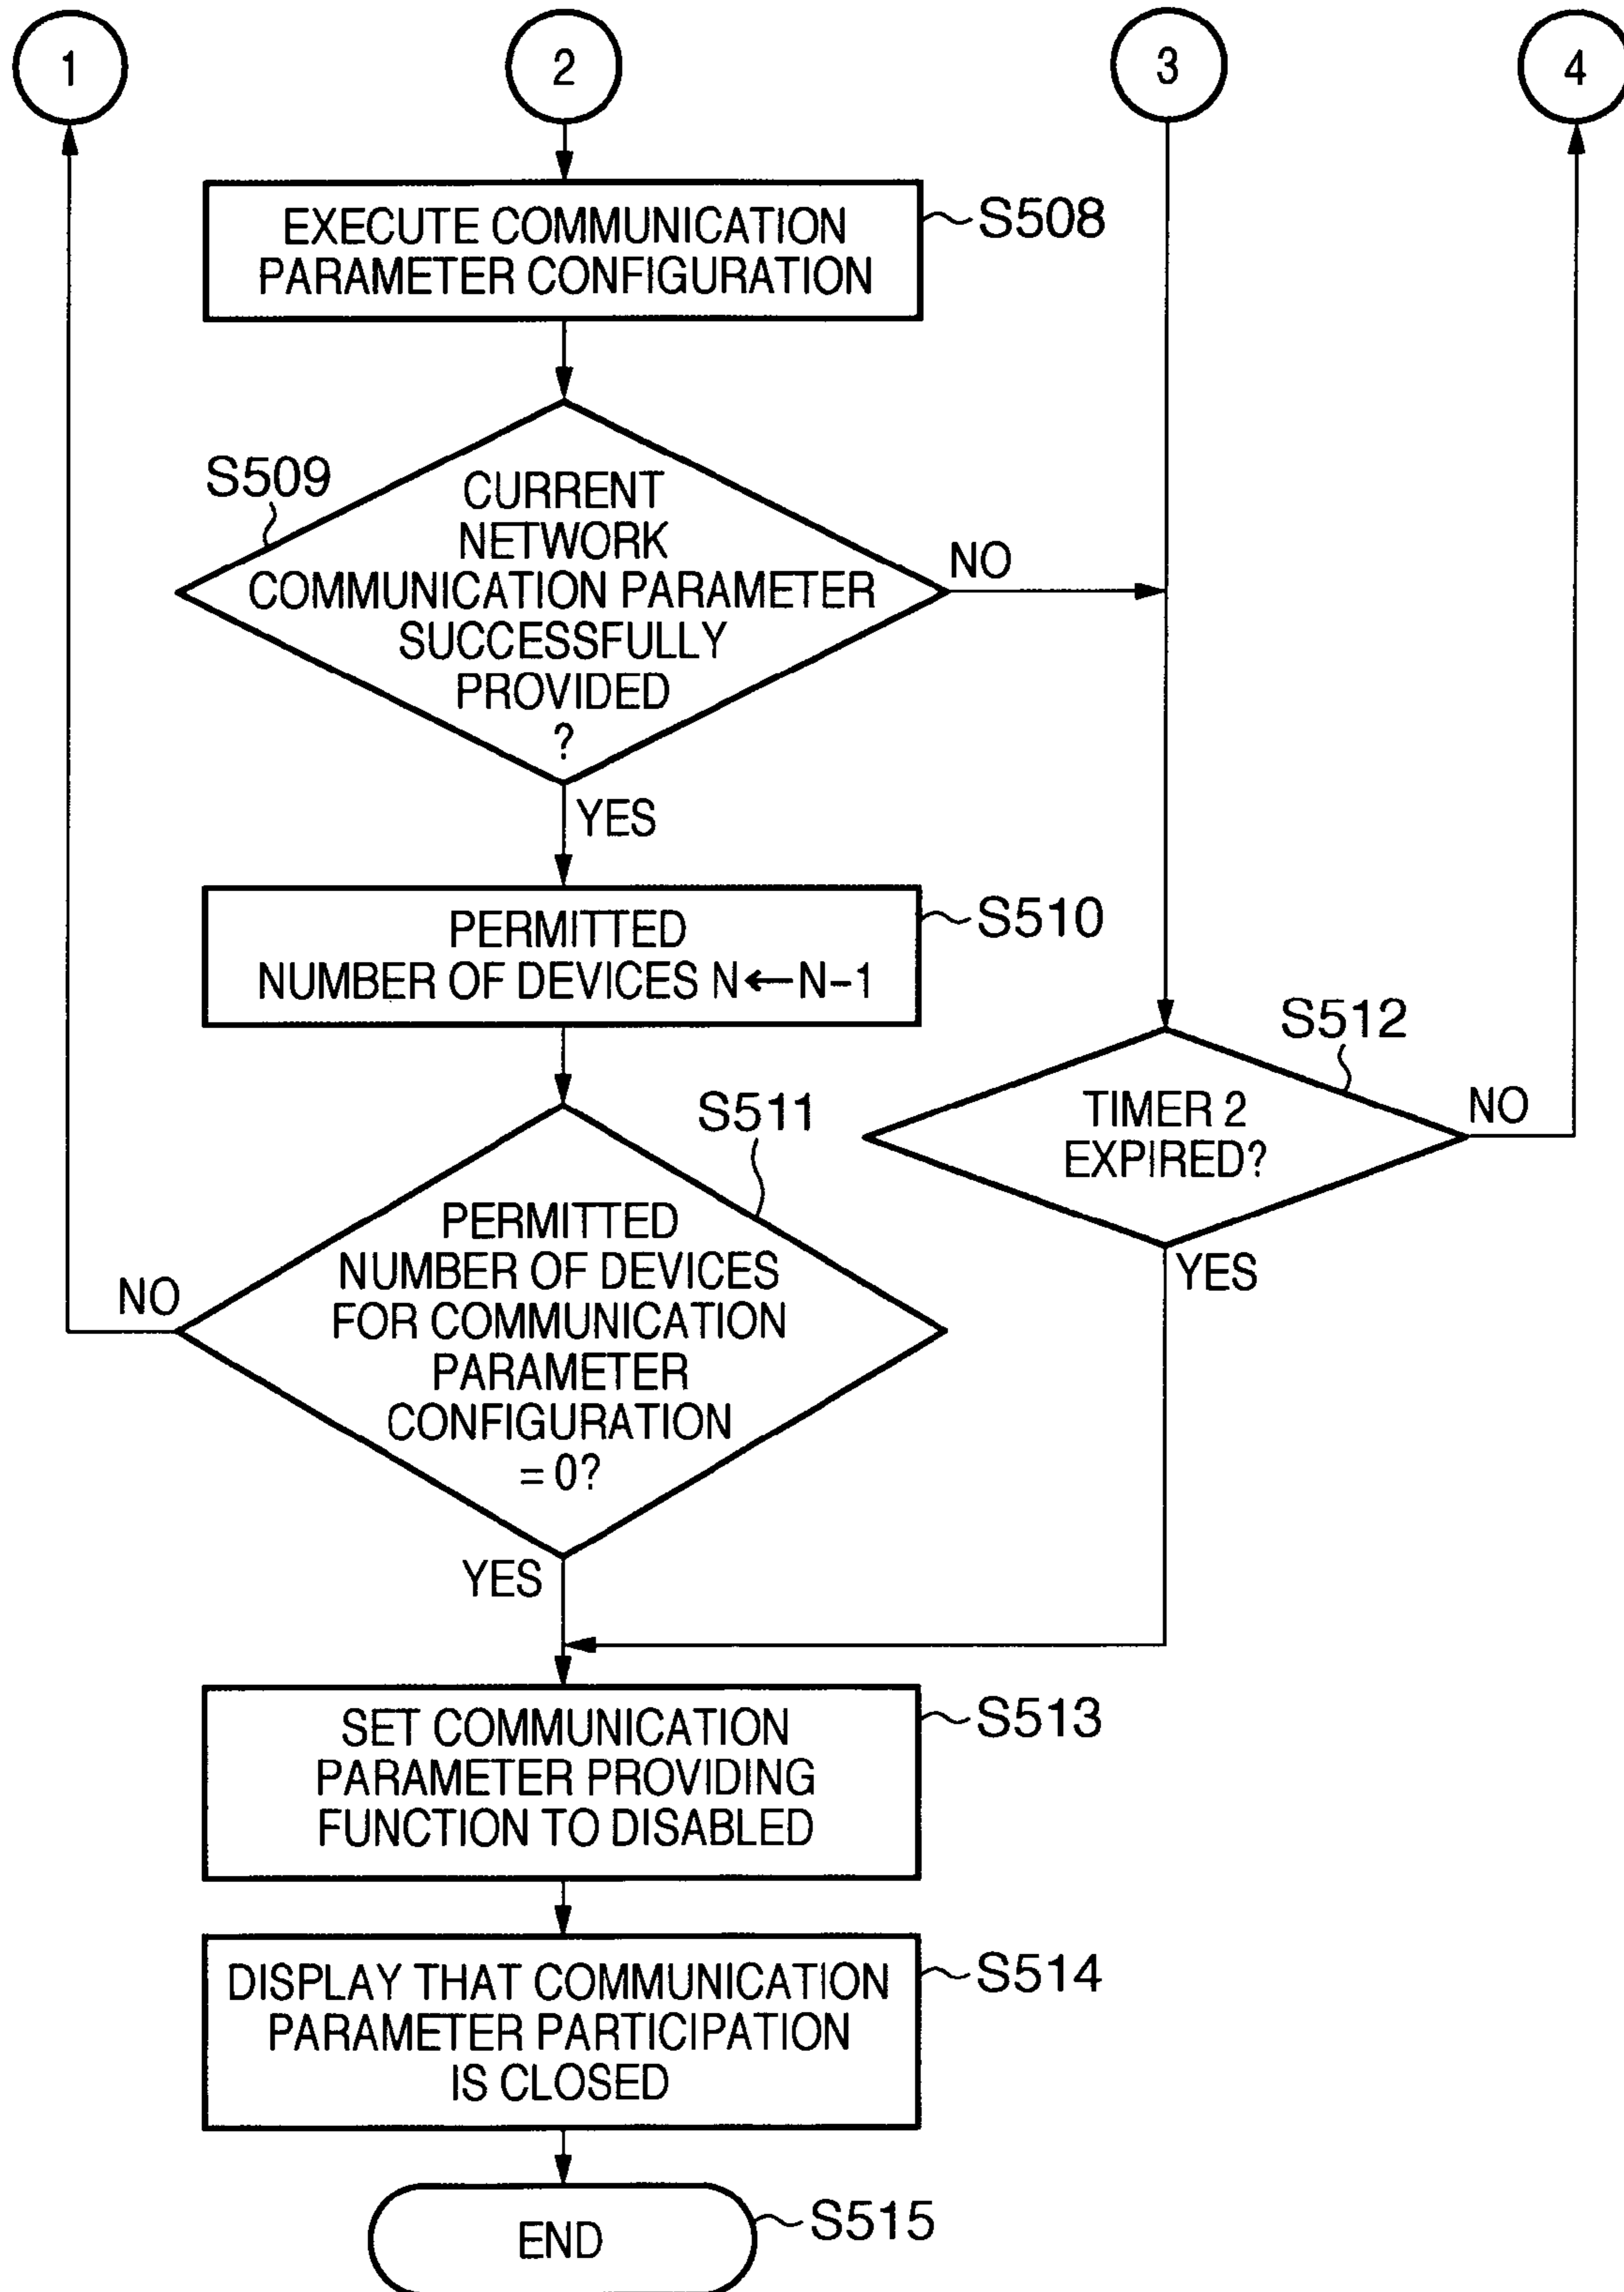 1
2
3
4
EXECUTE COMMUNICATION
PARAMETER CONFIGURATION
S508
S509
CURRENT
NETWORK
COMMUNICATION PARAMETER
SUCCESSFULLY
PROVIDED
?
NO
YES
PERMITTED
NUMBER OF DEVICES N←N-1
S510
S512
TIMER 2
EXPIRED?
NO
YES
S511
PERMITTED
NUMBER OF DEVICES
FOR COMMUNICATION
PARAMETER
CONFIGURATION
= 0?
NO
YES
SET COMMUNICATION
PARAMETER PROVIDING
FUNCTION TO DISABLED
S513
DISPLAY THAT COMMUNICATION
PARAMETER PARTICIPATION
IS CLOSED
S514
END
S515